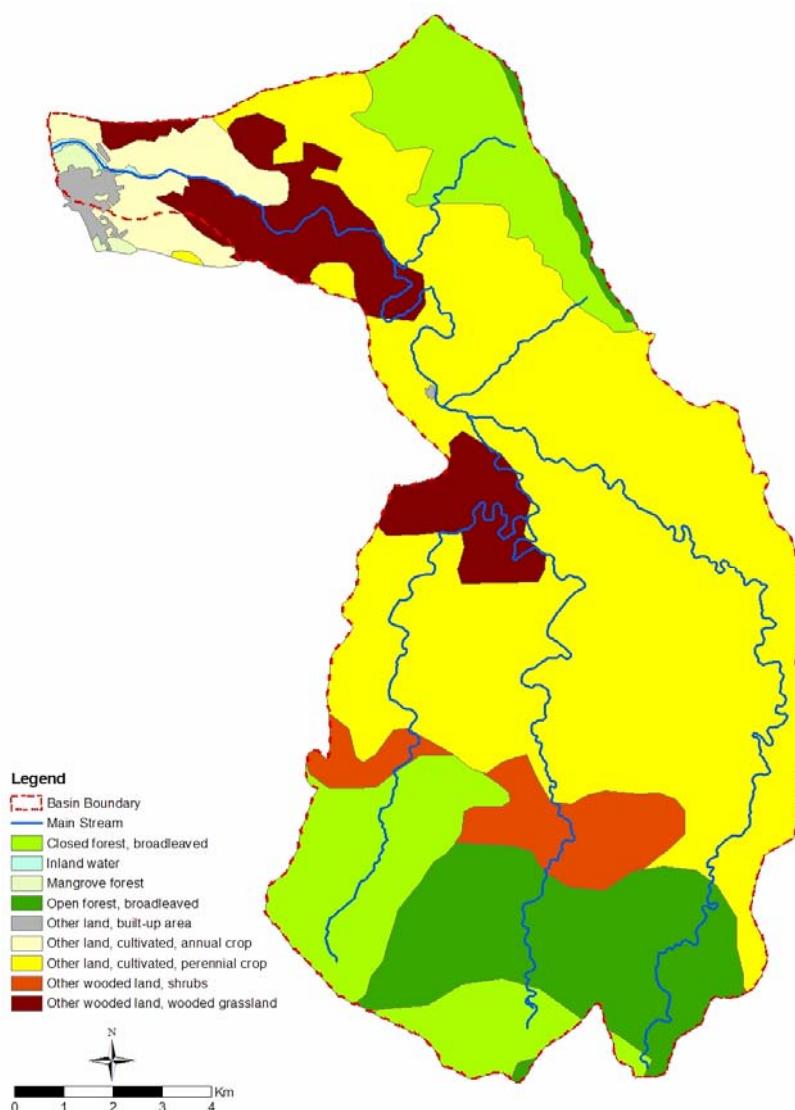 Legend
Basin Boundary
Main Stream
Closed forest, broadleaved
Inland water
Mangrove forest
Open forest, broadleaved
Other land, built-up area
Other land, cultivated, annual crop
Other land, cultivated, perennial crop
Other wooded land, shrubs
Other wooded land, wooded grassland
N
Km
0 1 2 3 4